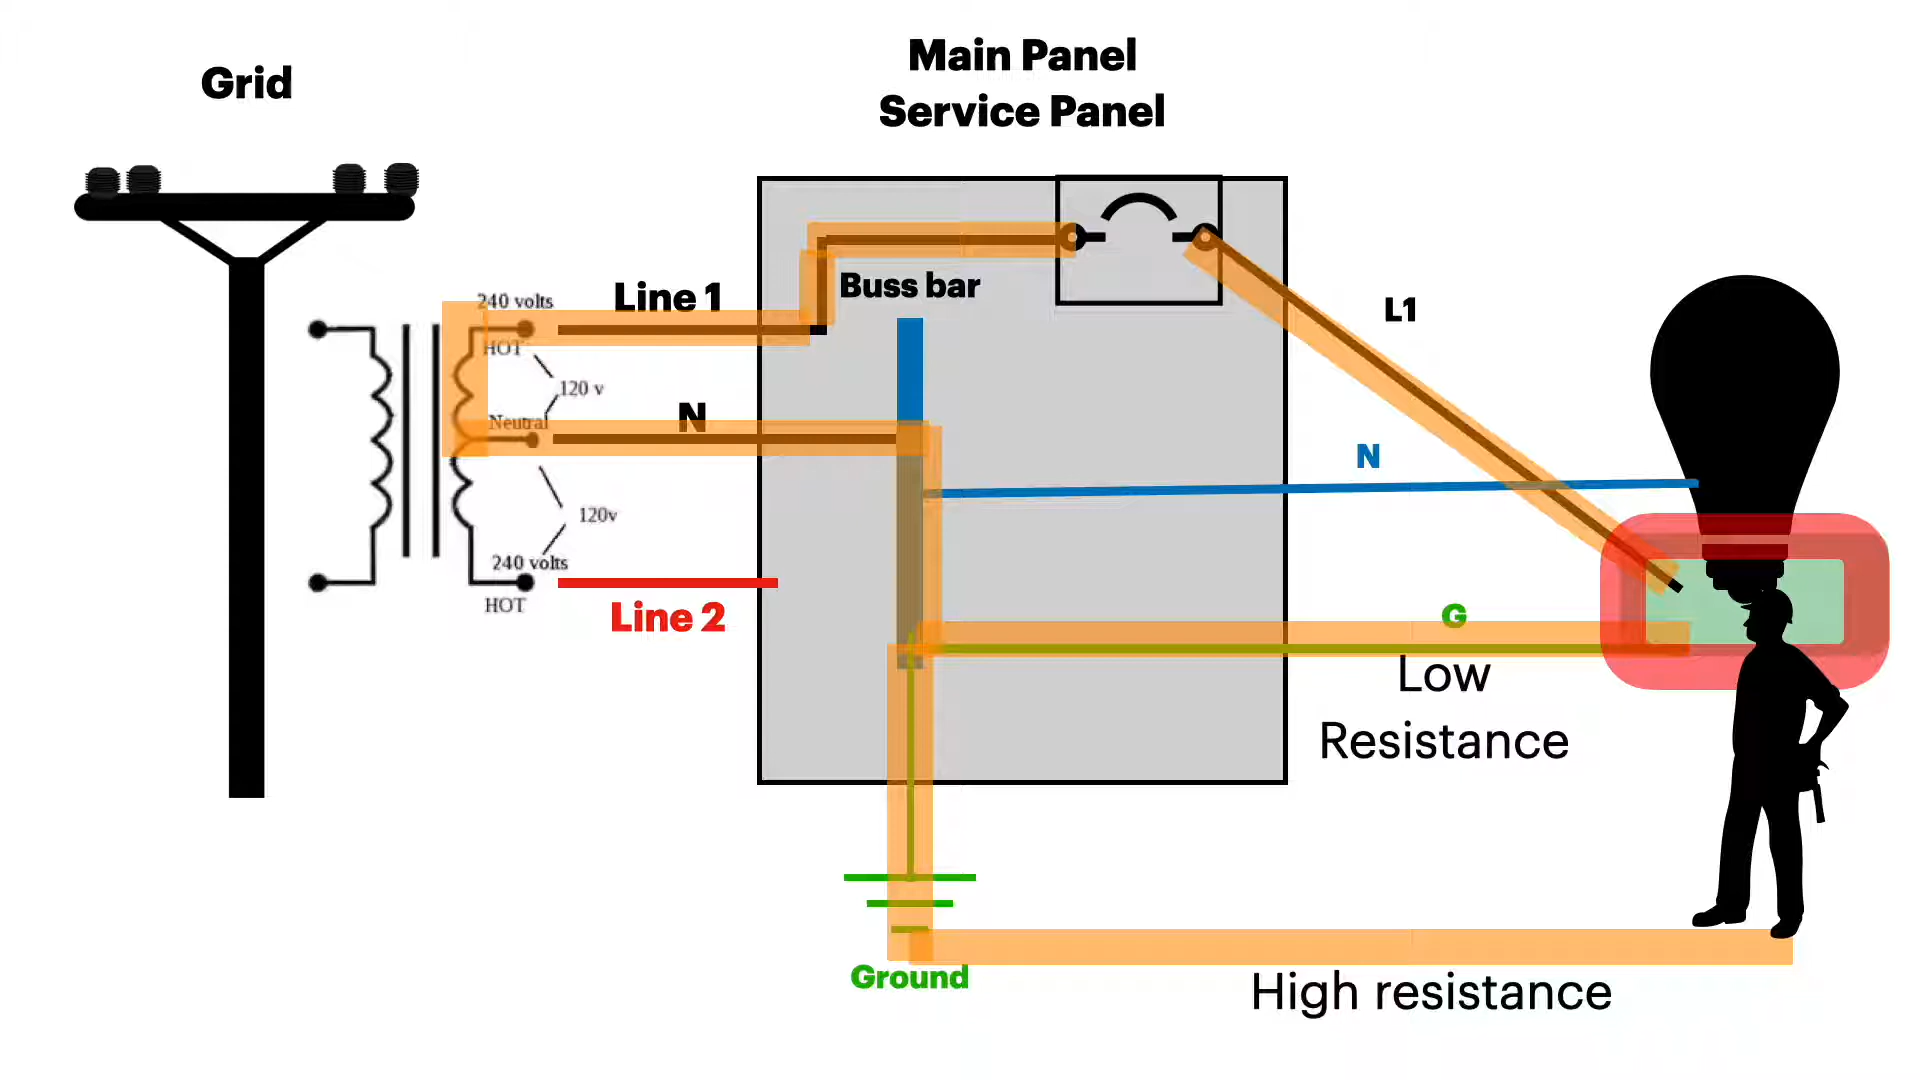 Main Panel
Service Panel
Grid
240 volts
Line 1
HOT
Buss bar
L1
120 v
Neutral
N
N
120v
240 volts
HOT
Line 2
G
Low
Resistance
Ground
High resistance